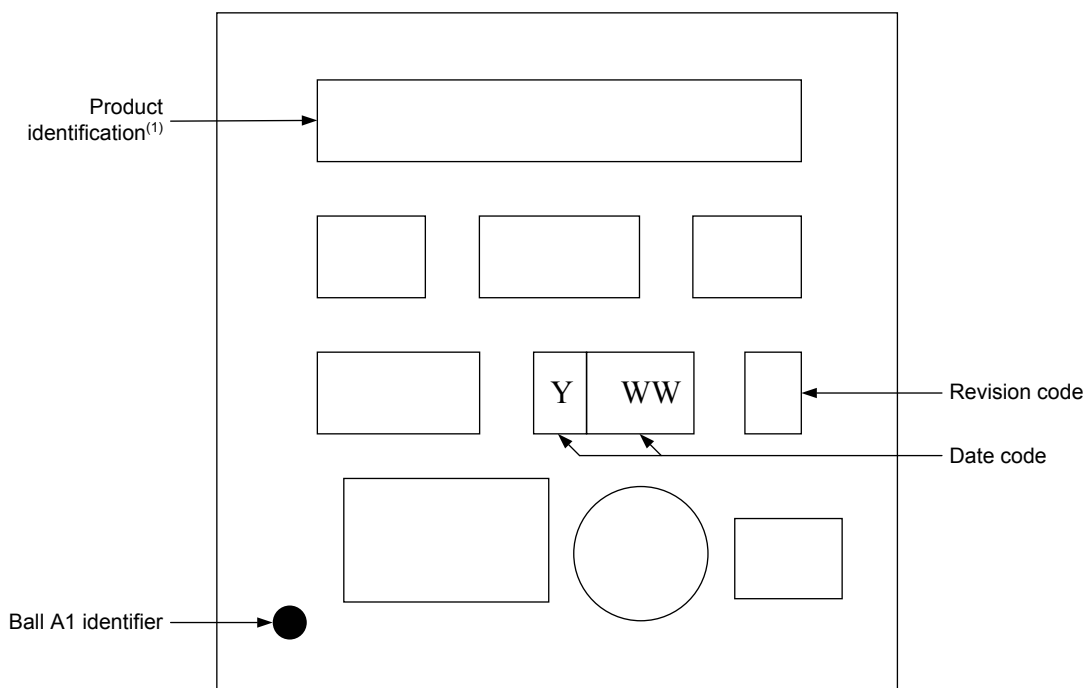 Product
identification(1)
Y WW
Revision code
Date code
Ball A1 identifier